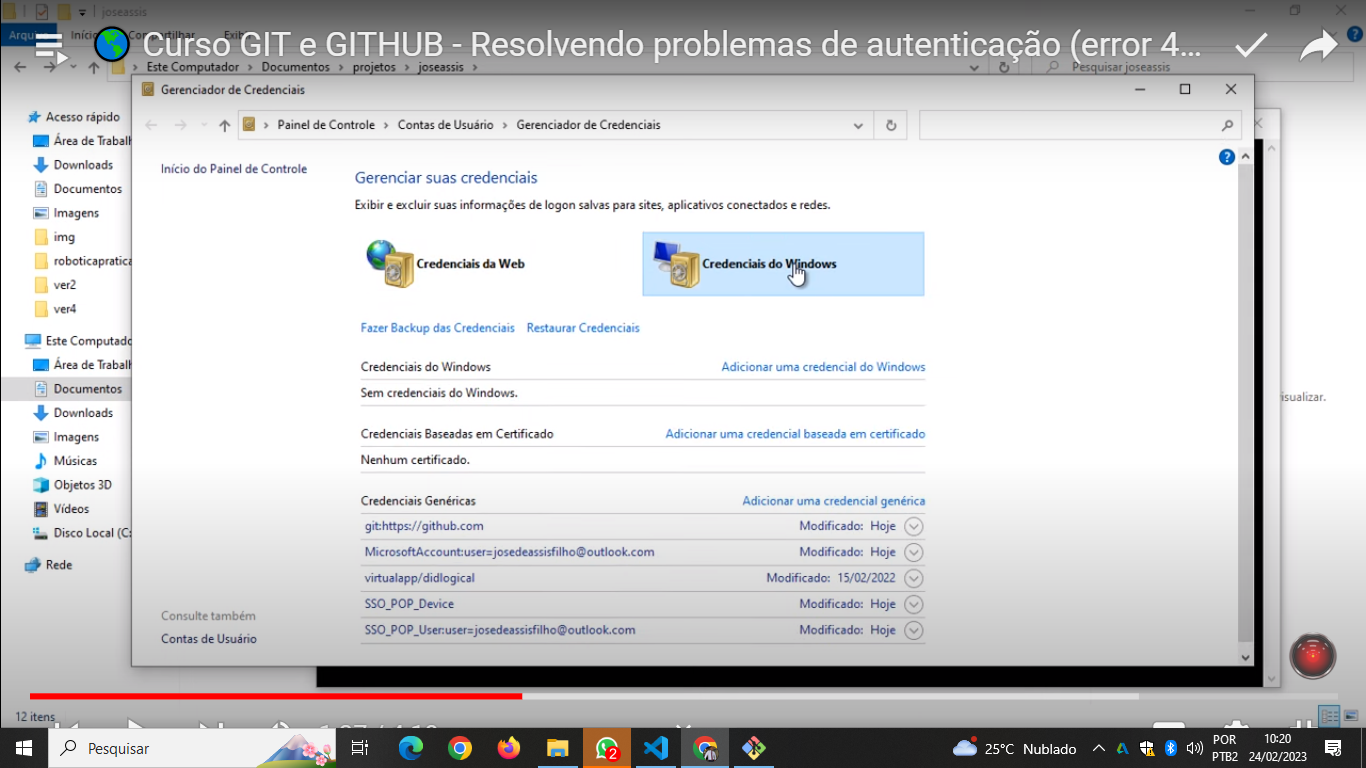 joseassis
Arquivo Início Compartilhar Exibir
Curso GIT e GITHUB - Resolvendo problemas de autenticação (error 4...
Este Computador > Documentos > projetos > joseassis >
Pesquisar joseassis
Gerenciador de Credenciais
Painel de Controle > Contas de Usuário > Gerenciador de Credenciais
Acesso rápido
Área de Trabalh
Downloads
Documentos
Imagens
img
roboticapratica
ver2
ver4
Este Computado
Área de Trabalh
Documentos
Downloads
Imagens
Músicas
Objetos 3D
Vídeos
Disco Local (C:
Rede
12 itens
Início do Painel de Controle
Gerenciar suas credenciais
Exibir e excluir suas informações de logon salvas para sites, aplicativos conectados e redes.
Credenciais da Web
Credenciais do Windows
Fazer Backup das Credenciais Restaurar Credenciais
Credenciais do Windows Adicionar uma credencial do Windows
Sem credenciais do Windows.
Credenciais Baseadas em Certificado Adicionar uma credencial baseada em certificado
Nenhum certificado.
Credenciais Genéricas Adicionar uma credencial genérica
git:https://github.com Modificado: Hoje
MicrosoftAccount:user=josedeassisfilho@outlook.com Modificado: Hoje
virtualapp/didlogical Modificado: 15/02/2022
SSO_POP_Device Modificado: Hoje
SSO_POP_User:user=josedeassisfilho@outlook.com Modificado: Hoje
Consulte também
Contas de Usuário
isualizar.
Pesquisar
2
25°C Nublado
POR
PTB2
10:20
24/02/2023